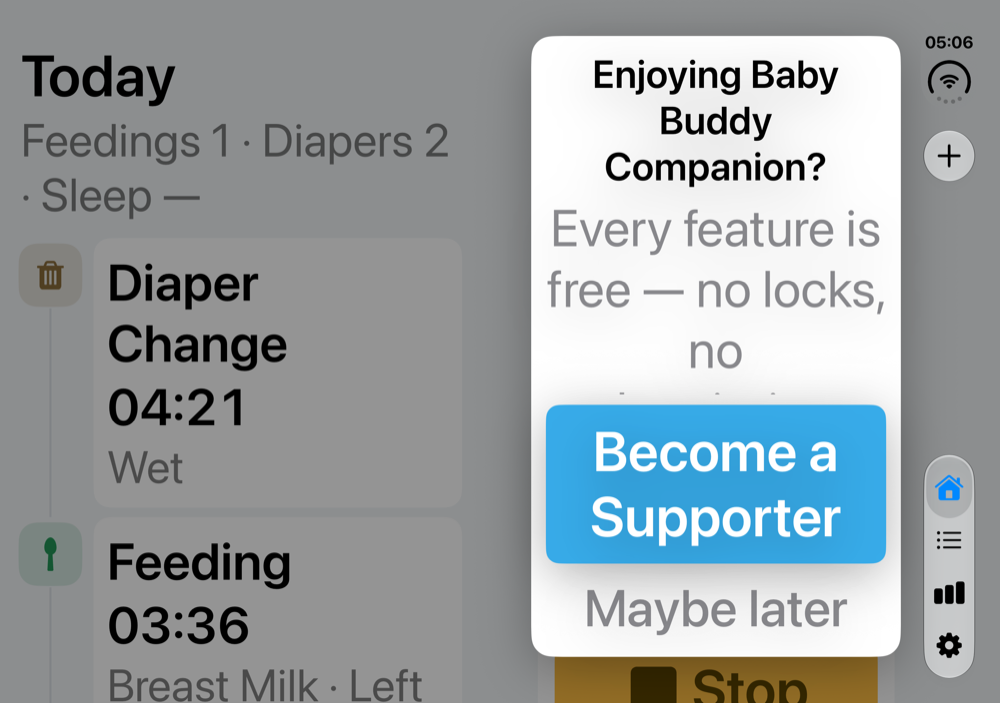 Today
Feedings 1 · Diapers 2
· Sleep —
Diaper
Change
04:21
Wet
Feeding
03:36
Breast Milk · Left
Enjoying Baby
Buddy
Companion?
Every feature is
free — no locks,
no
Become a
Supporter
Maybe later
Stop
05:06